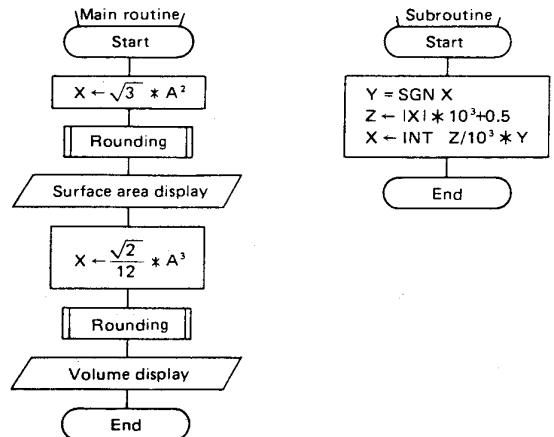 Main routine
Start
X ← √3 * A²
Rounding
Surface area display
X ← √2/12 * A³
Rounding
Volume display
End
Subroutine
Start
Y = SGN X
Z ← |X| * 10³+0.5
X ← INT Z/10³ * Y
End